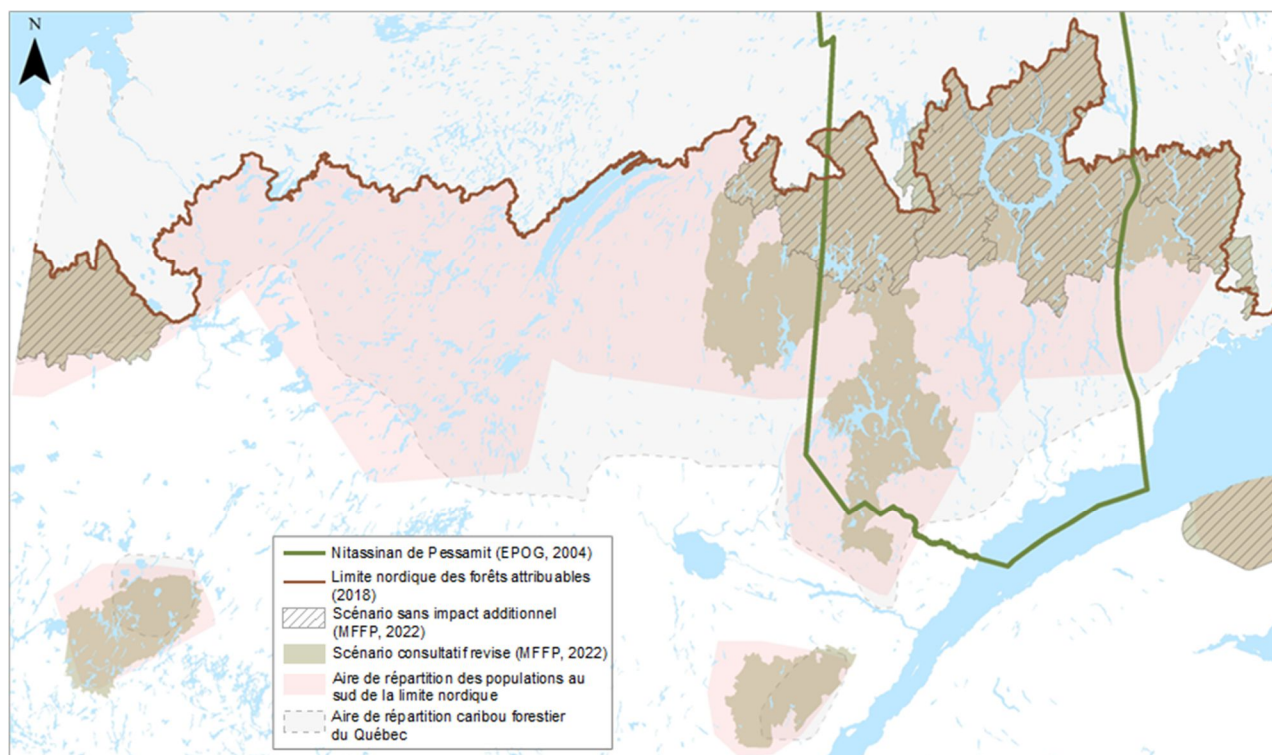 N
Nitassinan de Pessamit (EPOG, 2004)
Limite nordique des forêts attribuables
(2018)
Scénario sans impact additionnel
(MFFP, 2022)
Scénario consultatif revise (MFFP, 2022)
Aire de répartition des populations au
sud de la limite nordique
Aire de répartition caribou forestier
du Québec